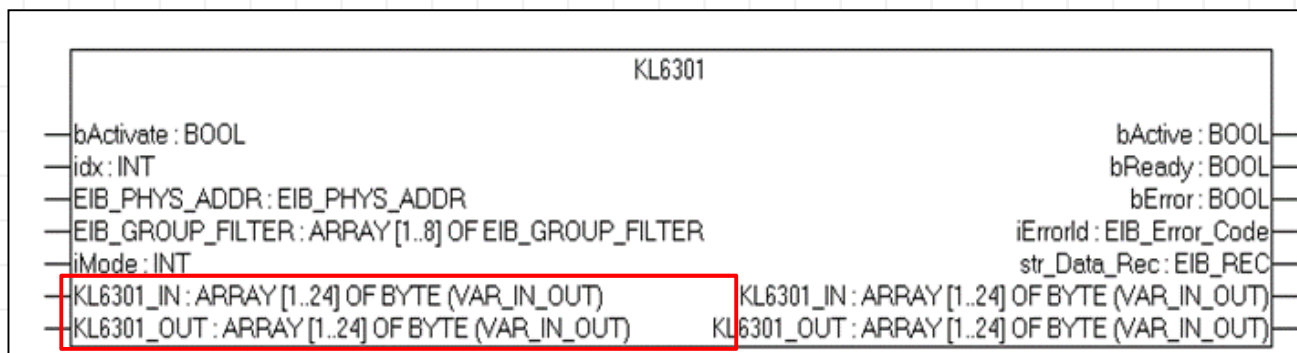 KL6301
bActivate : BOOL
bActive : BOOL
idx : INT
bReady : BOOL
EIB_PHYS_ADDR : EIB_PHYS_ADDR
bError : BOOL
EIB_GROUP_FILTER : ARRAY [1..8] OF EIB_GROUP_FILTER
iErrorId : EIB_Error_Code
iMode : INT
str_Data_Rec : EIB_REC
KL6301_IN : ARRAY [1..24] OF BYTE (VAR_IN_OUT)
KL6301_IN : ARRAY [1..24] OF BYTE (VAR_IN_OUT)
KL6301_OUT : ARRAY [1..24] OF BYTE (VAR_IN_OUT)
KL6301_OUT : ARRAY [1..24] OF BYTE (VAR_IN_OUT)